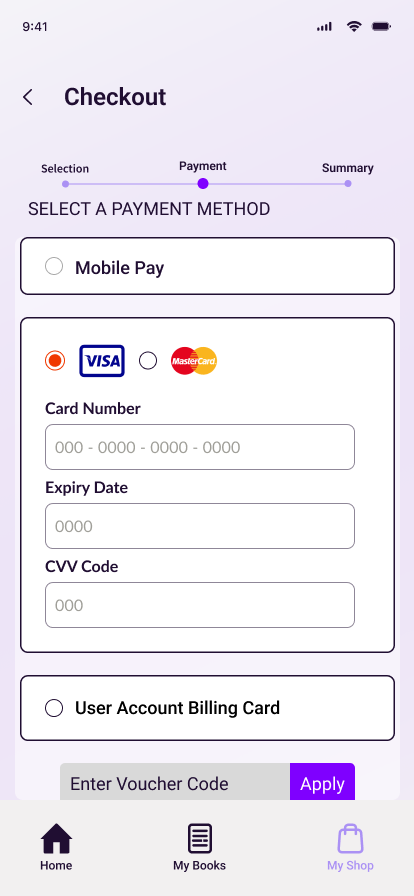 9:41
Checkout
Selection
Payment
Summary
SELECT A PAYMENT METHOD
Mobile Pay
VISA MasterCard
Card Number
000 - 0000 - 0000 - 0000
Expiry Date
0000
CVV Code
000
User Account Billing Card
Enter Voucher Code Apply
Home My Books My Shop